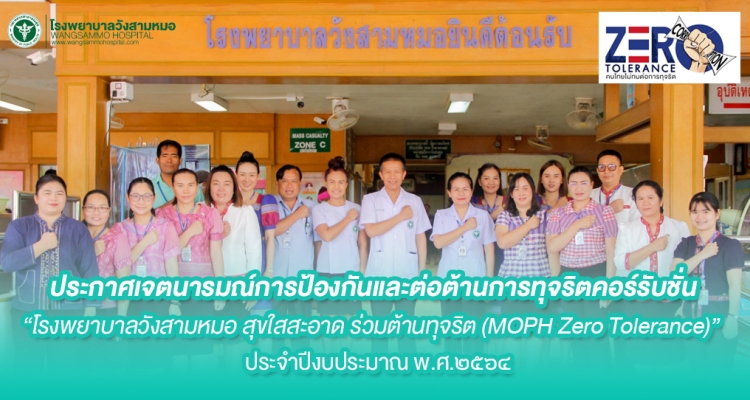 โรงพยาบาลวังสามหมอ
WANGSAMMO HOSPITAL
www.wangsammohospital.com
โรงพยาบาลวังสามหมอยินดีต้อนรับ
ZERO
CORRUPTION
TOLERANCE
คนไทยไม่ทนต่อการทุจริต
MASS CASUALTY
ZONE C
ประกาศเจตนารมณ์การป้องกันและต่อต้านการทุจริตคอร์รัปชั่น
“โรงพยาบาลวังสามหมอ สุขใสสะอาด ร่วมต้านทุจริต (MOPH Zero Tolerance)”
ประจำปีงบประมาณ พ.ศ.๒๕๖๔